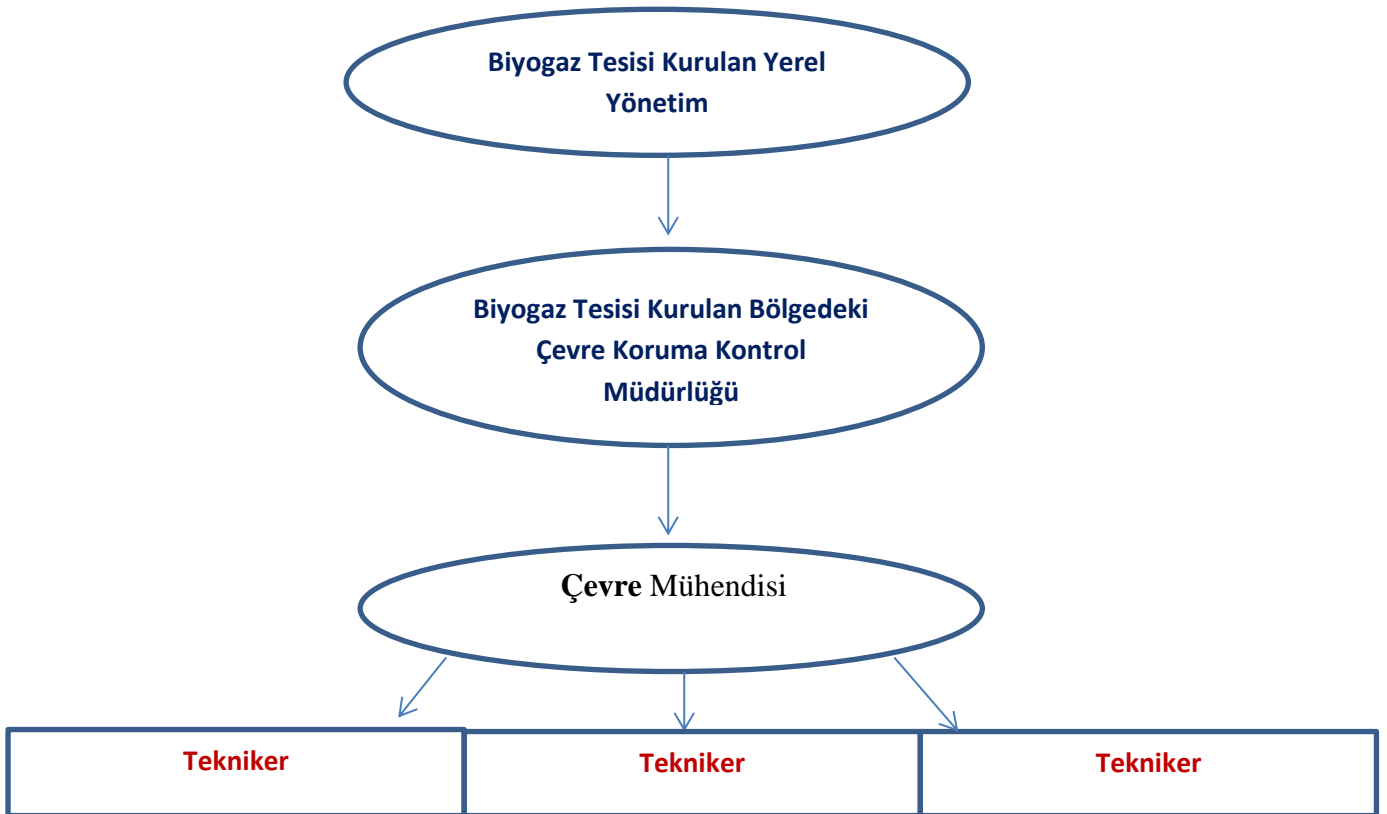 Biyogaz Tesisi Kurulan Yerel
Yönetim
Biyogaz Tesisi Kurulan Bölgedeki
Çevre Koruma Kontrol
Müdürlüğü
Çevre Mühendisi
Tekniker
Tekniker
Tekniker